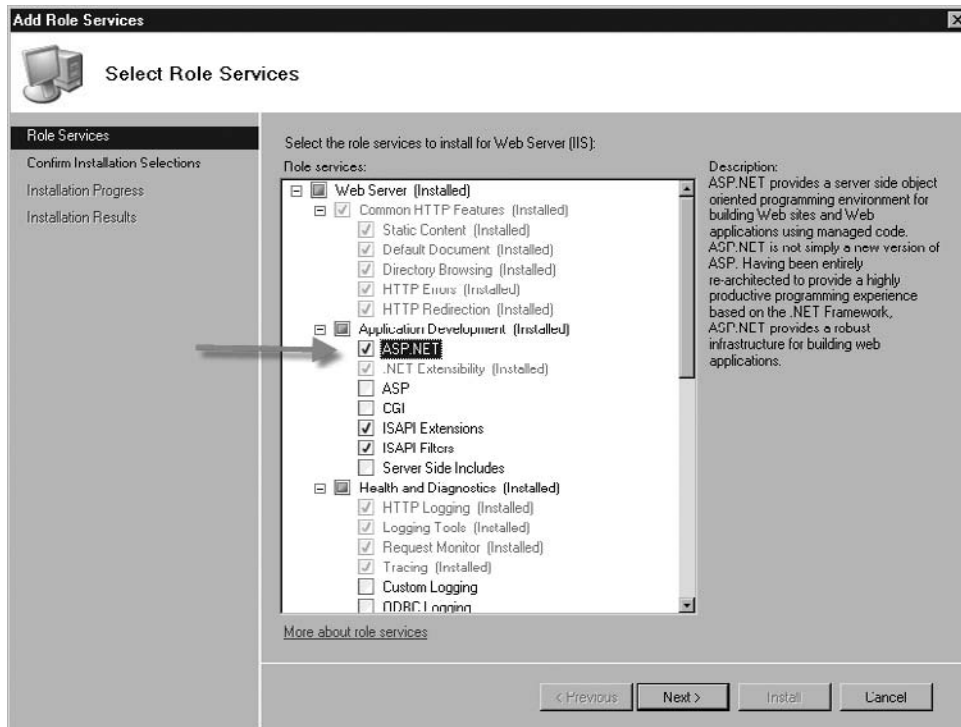 Add Role Services
Select Role Services
Role Services
Confirm Installation Selections
Installation Progress
Installation Results
Select the role services to install for Web Server (IIS):
Role services:
Web Server (Installed)
Common HTTP Features (Installed)
Static Content (Installed)
Default Document (Installed)
Directory Browsing (Installed)
HTTP Errors (Installed)
HTTP Redirection (Installed)
Application Development (Installed)
ASP.NET
.NET Extensibility (Installed)
ASP
CGI
ISAPI Extensions
ISAPI Filters
Server Side Includes
Health and Diagnostics (Installed)
HTTP Logging (Installed)
Logging Tools (Installed)
Request Monitor (Installed)
Tracing (Installed)
Custom Logging
ODBC Logging
More about role services
Description:
ASP.NET provides a server side object
oriented programming environment for
building Web sites and Web
applications using managed code.
ASP.NET is not simply a new version of
ASP. Having been entirely
re-architected to provide a highly
productive programming experience
based on the .NET Framework,
ASP.NET provides a robust
infrastructure for building web
applications.
< Previous
Next >
Install
Cancel